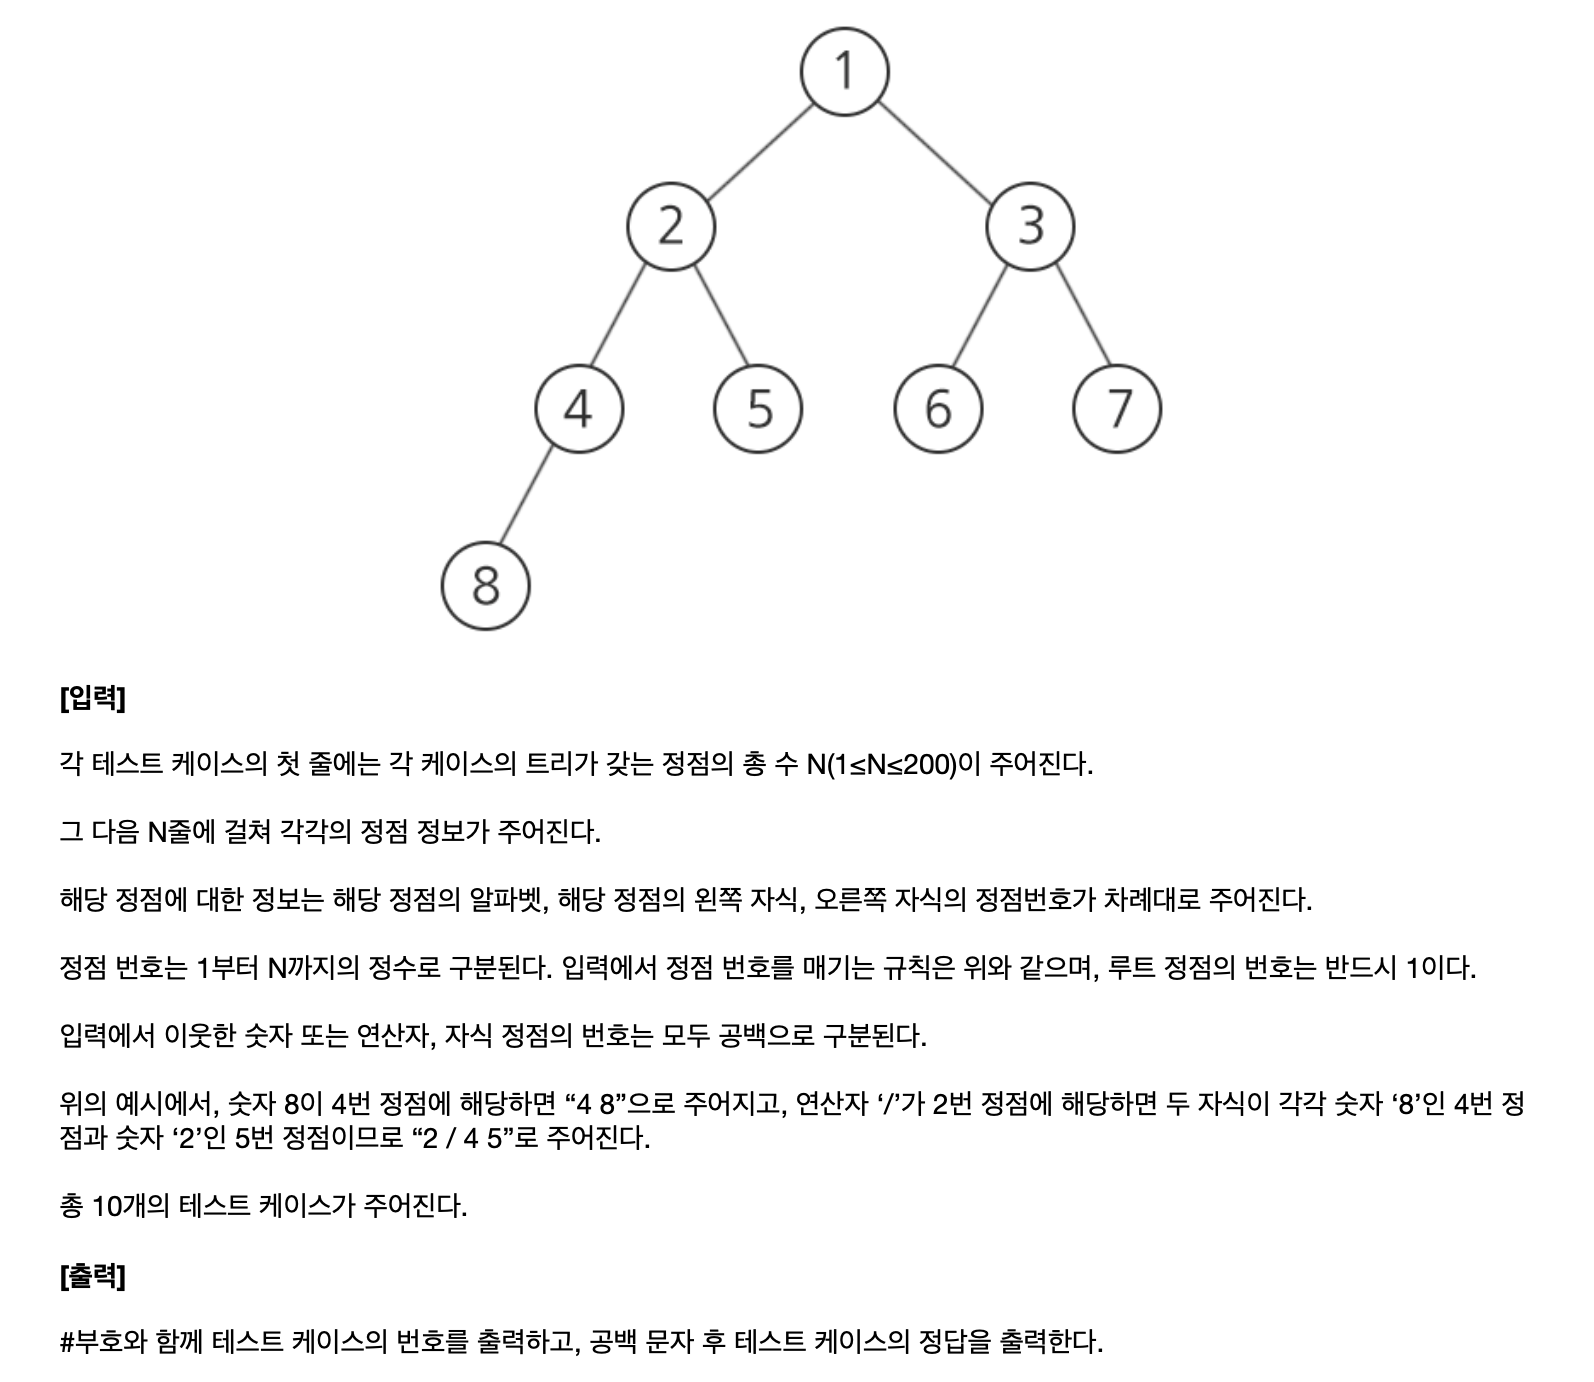 1
2
3
4
5
6
7
8
[입력]
각 테스트 케이스의 첫 줄에는 각 케이스의 트리가 갖는 정점의 총 수 N(1≤N≤200)이 주어진다.
그 다음 N줄에 걸쳐 각각의 정점 정보가 주어진다.
해당 정점에 대한 정보는 해당 정점의 알파벳, 해당 정점의 왼쪽 자식, 오른쪽 자식의 정점번호가 차례대로 주어진다.
정점 번호는 1부터 N까지의 정수로 구분된다. 입력에서 정점 번호를 매기는 규칙은 위와 같으며, 루트 정점의 번호는 반드시 1이다.
입력에서 이웃한 숫자 또는 연산자, 자식 정점의 번호는 모두 공백으로 구분된다.
위의 예시에서, 숫자 8이 4번 정점에 해당하면 “4 8”으로 주어지고, 연산자 ‘/’가 2번 정점에 해당하면 두 자식이 각각 숫자 ‘8’인 4번 정
점과 숫자 ‘2’인 5번 정점이므로 “2 / 4 5”로 주어진다.
총 10개의 테스트 케이스가 주어진다.
[출력]
#부호와 함께 테스트 케이스의 번호를 출력하고, 공백 문자 후 테스트 케이스의 정답을 출력한다.